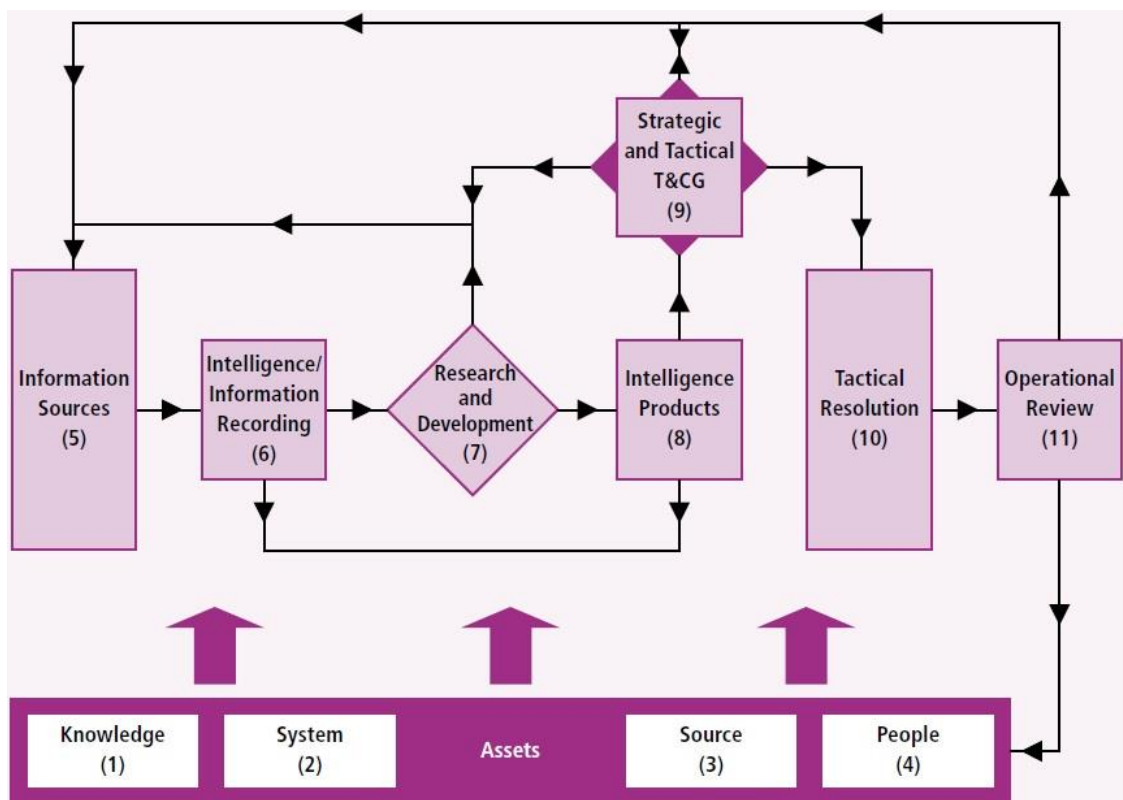 Strategic
and Tactical
T&CG
(9)
Information
Sources
(5)
Intelligence/
Information
Recording
(6)
Research
and
Development
(7)
Intelligence
Products
(8)
Tactical
Resolution
(10)
Operational
Review
(11)
Knowledge
(1)
System
(2)
Assets
Source
(3)
People
(4)